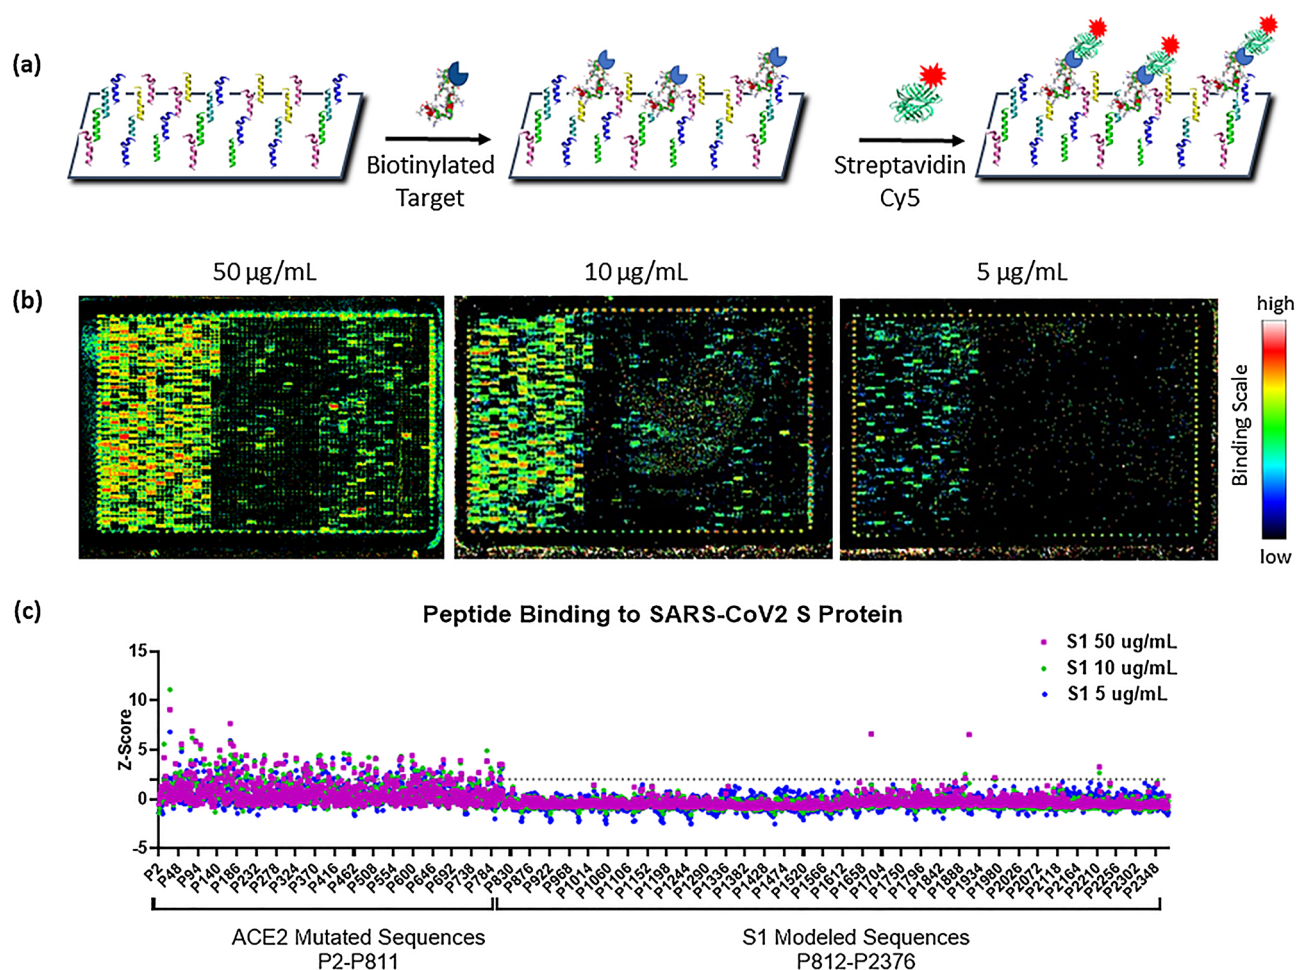 (a)
Biotinylated
Target
Streptavidin
Cy5
(b)
50 µg/mL
10 µg/mL
5 µg/mL
high
Binding Scale
low
(c)
Peptide Binding to SARS-CoV2 S Protein
S1 50 ug/mL
S1 10 ug/mL
S1 5 ug/mL
Z-Score
15
10
5
0
-5
P2 P48 P94 P140 P186 P232 P278 P324 P370 P416 P462 P508 P554 P600 P646 P692 P738 P784 P830 P876 P922 P968 P1014 P1060 P1106 P1152 P1198 P1244 P1290 P1336 P1382 P1428 P1474 P1520 P1566 P1612 P1658 P1704 P1750 P1796 P1842 P1888 P1934 P1980 P2026 P2072 P2118 P2164 P2210 P2256 P2302 P2348
ACE2 Mutated Sequences
P2-P811
S1 Modeled Sequences
P812-P2376